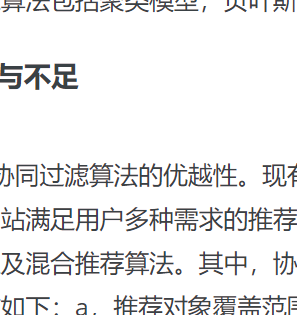 算法包括聚类模型，贝叶斯
与不足
协同过滤算法的优越性。现有
站满足用户多种需求的推荐
及混合推荐算法。其中，协
如下：a，推荐对象覆盖范围